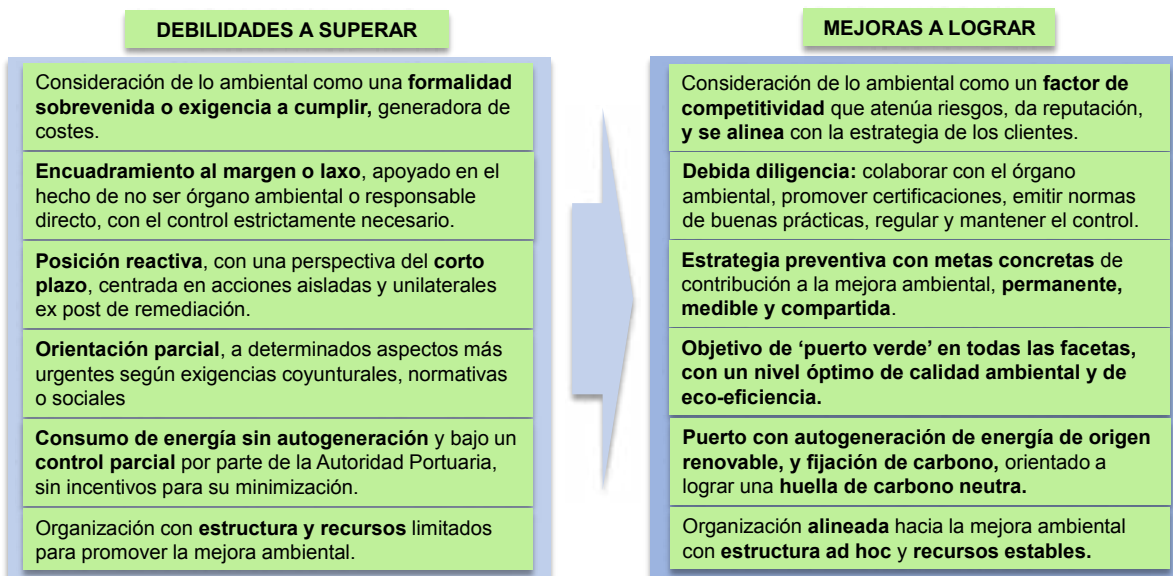 DEBILIDADES A SUPERAR
Consideración de lo ambiental como una formalidad
sobrevenida o exigencia a cumplir, generadora de
costes.
Encuadramiento al margen o laxo, apoyado en el
hecho de no ser órgano ambiental o responsable
directo, con el control estrictamente necesario.
Posición reactiva, con una perspectiva del corto
plazo, centrada en acciones aisladas y unilaterales
ex post de remediación.
Orientación parcial, a determinados aspectos más
urgentes según exigencias coyunturales, normativas
o sociales
Consumo de energía sin autogeneración y bajo un
control parcial por parte de la Autoridad Portuaria,
sin incentivos para su minimización.
Organización con estructura y recursos limitados
para promover la mejora ambiental.
MEJORAS A LOGRAR
Consideración de lo ambiental como un factor de
competitividad que atenúa riesgos, da reputación,
y se alinea con la estrategia de los clientes.
Debida diligencia: colaborar con el órgano
ambiental, promover certificaciones, emitir normas
de buenas prácticas, regular y mantener el control.
Estrategia preventiva con metas concretas de
contribución a la mejora ambiental, permanente,
medible y compartida.
Objetivo de ‘puerto verde’ en todas las facetas,
con un nivel óptimo de calidad ambiental y de
eco-eficiencia.
Puerto con autogeneración de energía de origen
renovable, y fijación de carbono, orientado a
lograr una huella de carbono neutra.
Organización alineada hacia la mejora ambiental
con estructura ad hoc y recursos estables.